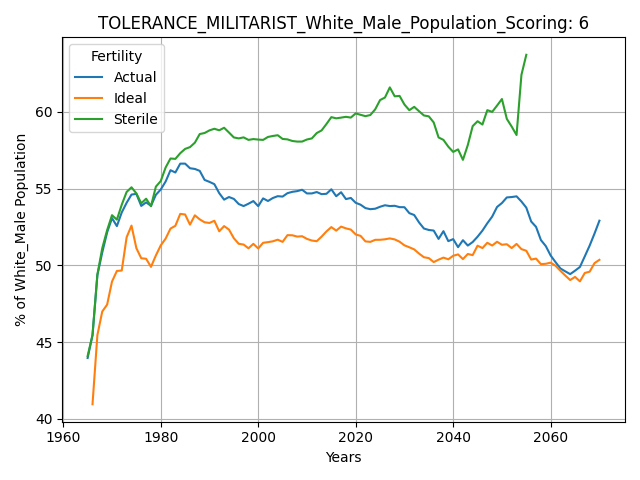 TOLERANCE_MILITARIST_White_Male_Population_Scoring: 6
Fertility
Actual
Ideal
Sterile
% of White_Male Population
60
55
50
45
40
1960 1980 2000 2020 2040 2060
Years